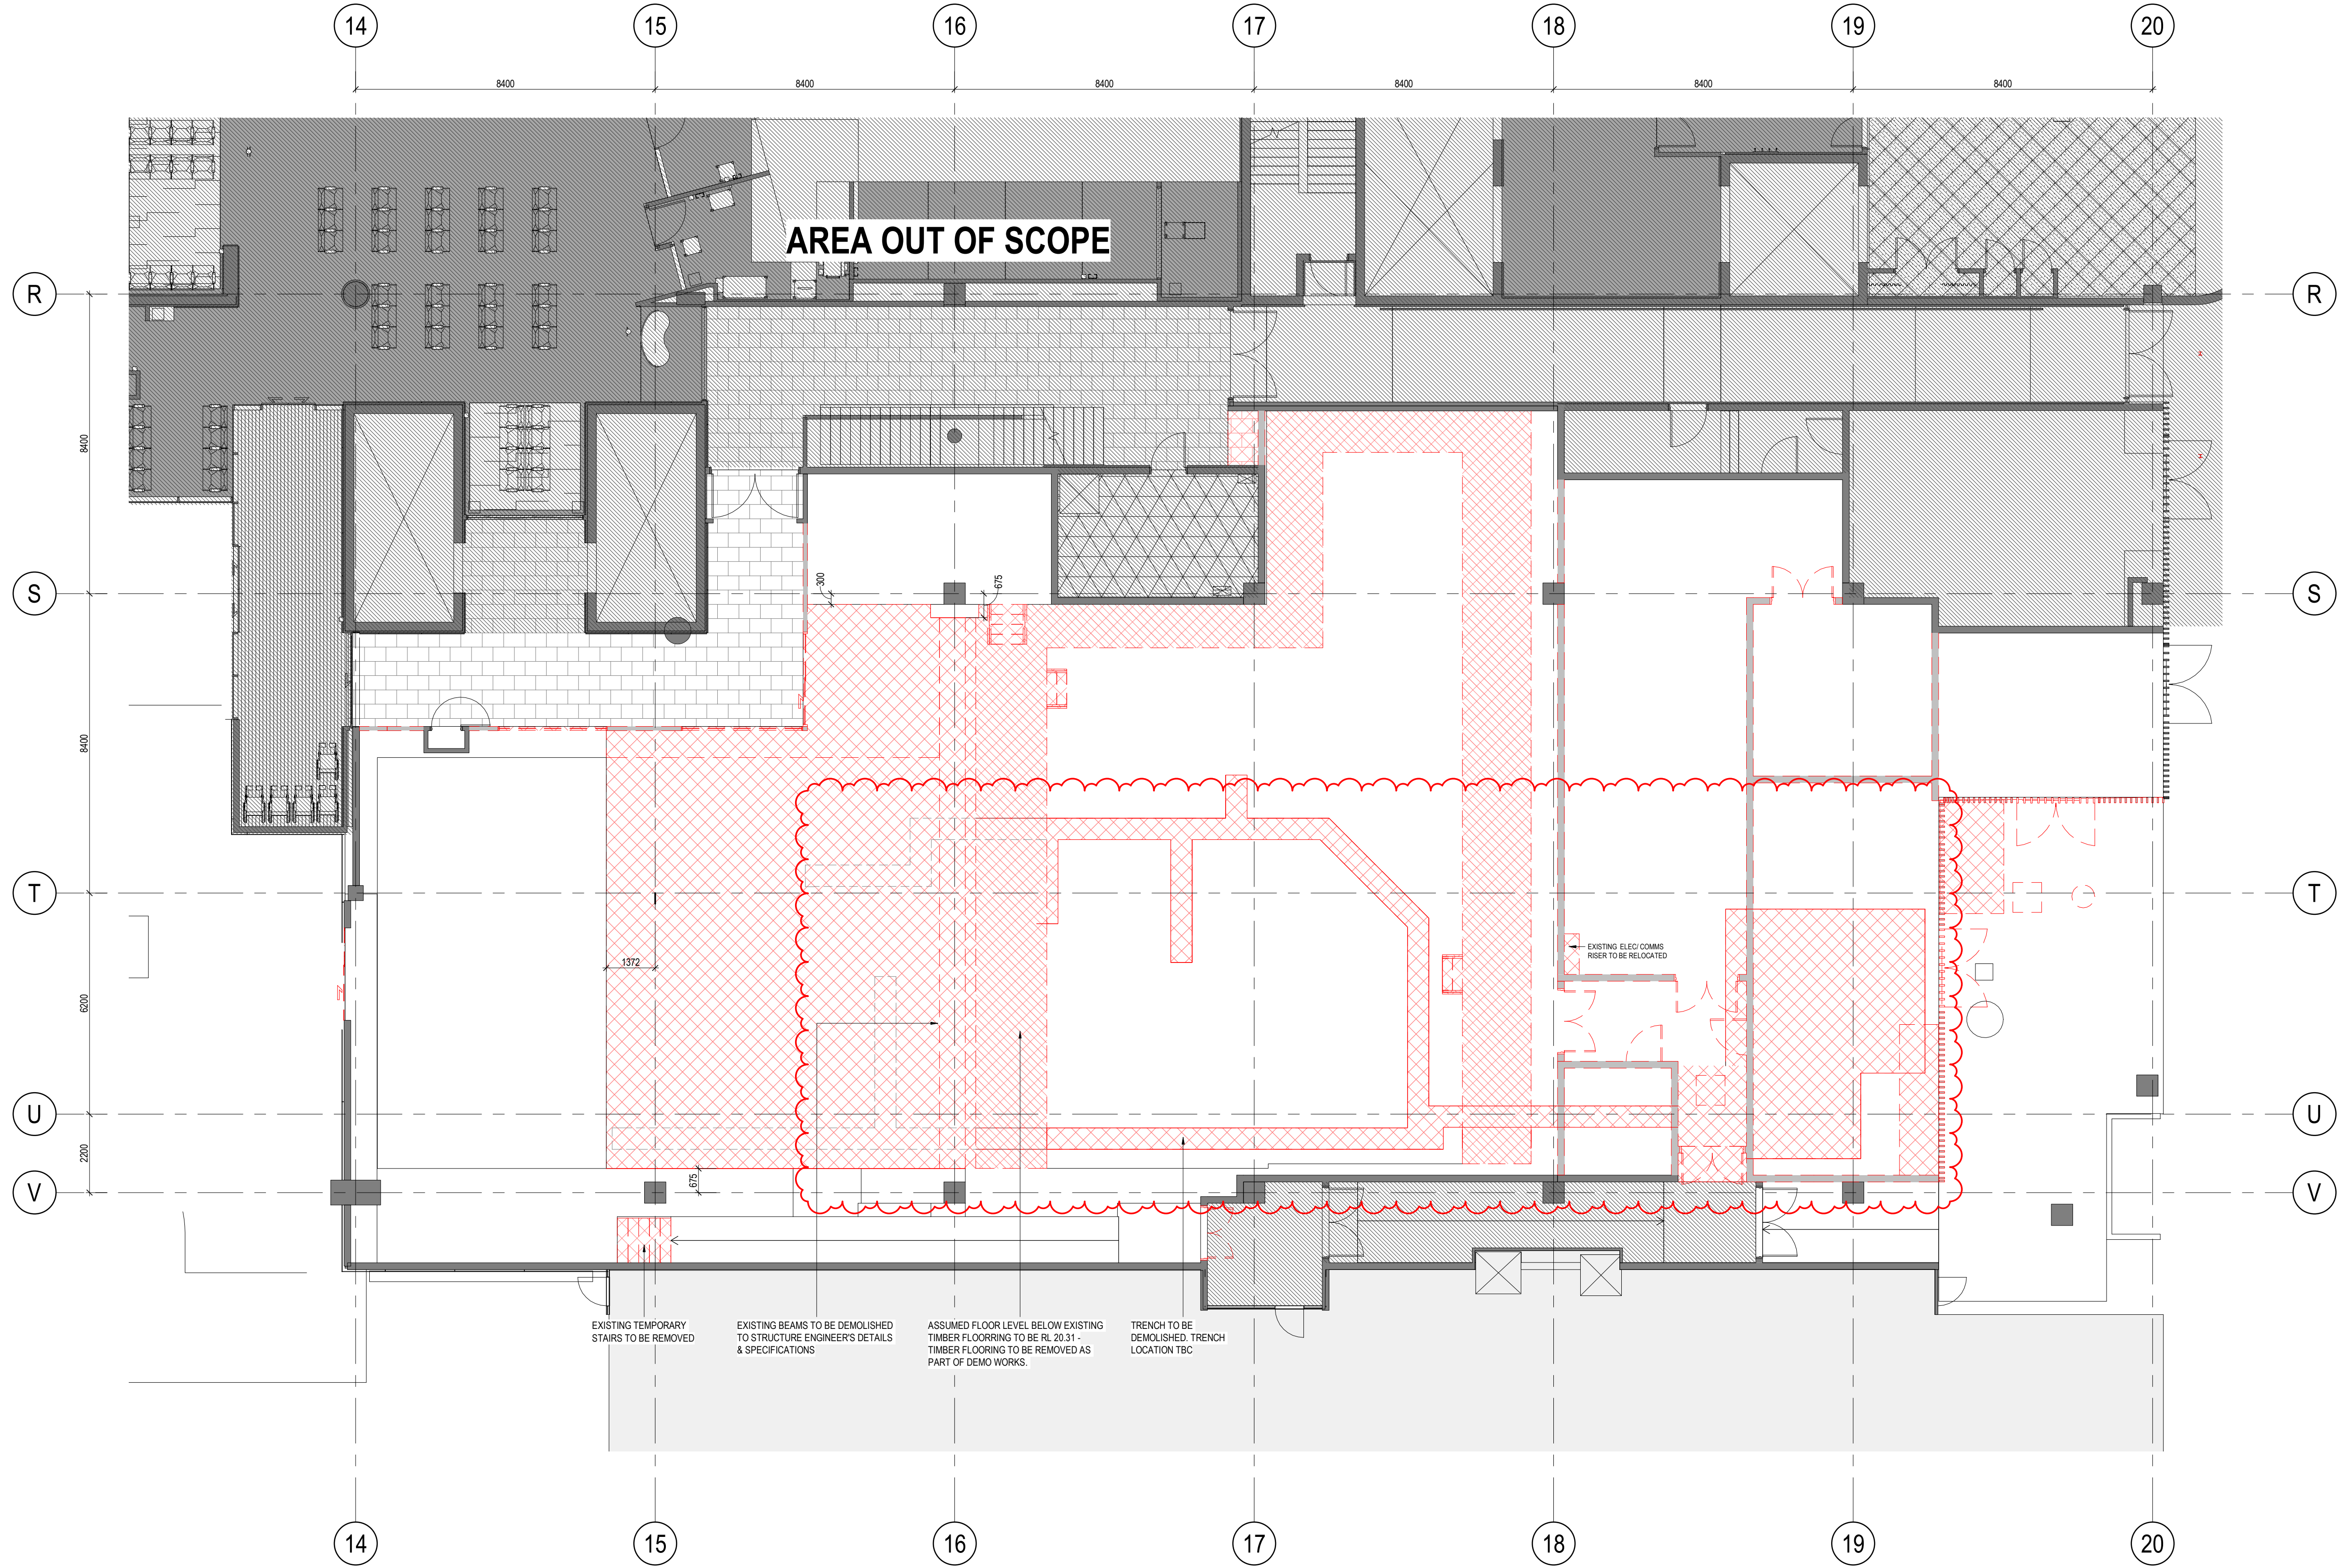 14 15 16 17 18 19 20
8400 8400 8400 8400 8400 8400
AREA OUT OF SCOPE
R R
8400
300
675
S S
8400
T T
EXISTING ELEC/ COMMS
RISER TO BE RELOCATED
1372
6200
U U
2200
675
V V
EXISTING TEMPORARY
STAIRS TO BE REMOVED
EXISTING BEAMS TO BE DEMOLISHED
TO STRUCTURE ENGINEER'S DETAILS
& SPECIFICATIONS
ASSUMED FLOOR LEVEL BELOW EXISTING
TIMBER FLOORRING TO BE RL 20.31 -
TIMBER FLOORING TO BE REMOVED AS
PART OF DEMO WORKS.
TRENCH TO BE
DEMOLISHED. TRENCH
LOCATION TBC
14 15 16 17 18 19 20